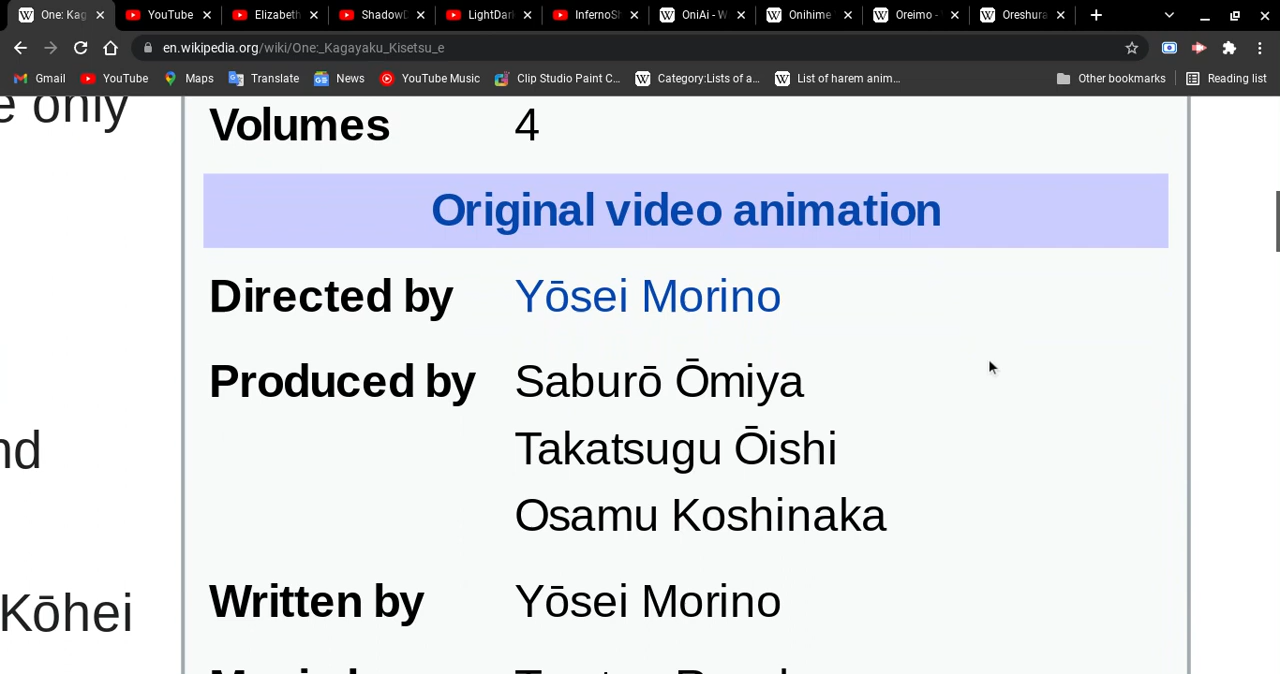 One: Kag YouTube Elizabeth ShadowD LightDark InfernoSh OniAi - W Onihime Oreimo - Oreshura
en.wikipedia.org/wiki/One:_Kagayaku_Kisetsu_e
Gmail YouTube Maps Translate News YouTube Music Clip Studio Paint C... Category:Lists of a... List of harem anim... Other bookmarks Reading list
e only
Volumes 4
Original video animation
Directed by Yōsei Morino
Produced by Saburō Ōmiya
Takatsugu Ōishi
nd
Osamu Koshinaka
Written by Yōsei Morino
Kōhei